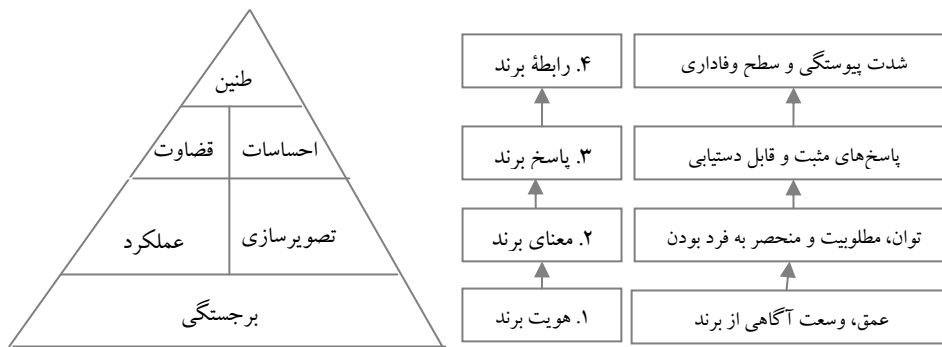 طنین
قضاوت
احساسات
عملکرد
تصویرسازی
برجستگی
۴. رابطهٔ برند
۳. پاسخ برند
۲. معنای برند
۱. هویت برند
شدت پیوستگی و سطح وفاداری
پاسخ‌های مثبت و قابل دستیابی
توان، مطلوبیت و منحصر به فرد بودن
عمق، وسعت آگاهی از برند